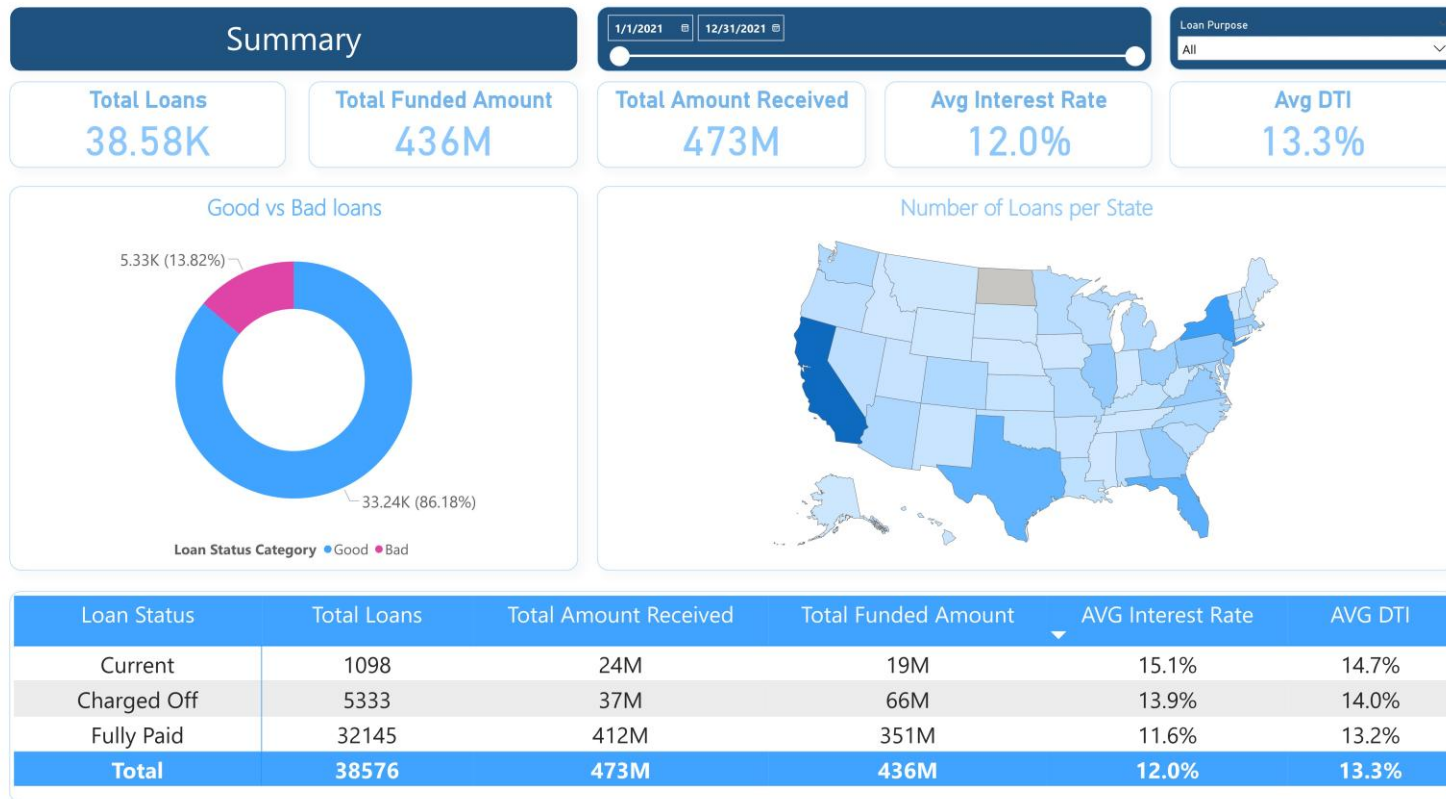 Summary
1/1/2021 12/31/2021
Loan Purpose
All
Total Loans
38.58K
Total Funded Amount
436M
Total Amount Received
473M
Avg Interest Rate
12.0%
Avg DTI
13.3%
Good vs Bad loans
5.33K (13.82%)
33.24K (86.18%)
Loan Status Category Good Bad
Number of Loans per State
Loan Status Total Loans Total Amount Received Total Funded Amount AVG Interest Rate AVG DTI
Current 1098 24M 19M 15.1% 14.7%
Charged Off 5333 37M 66M 13.9% 14.0%
Fully Paid 32145 412M 351M 11.6% 13.2%
Total 38576 473M 436M 12.0% 13.3%